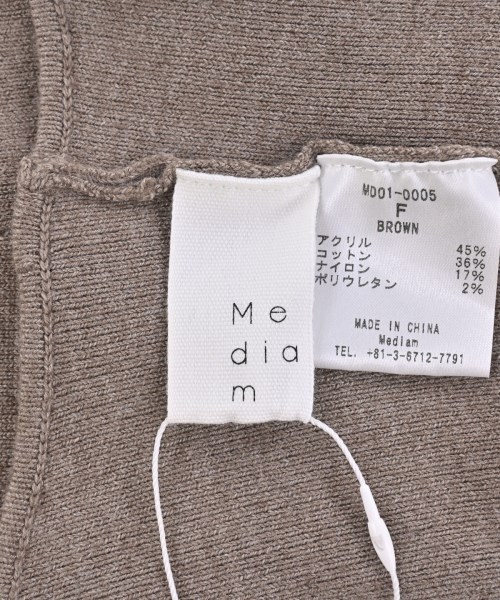 Me
dia
m
MD01-0005
F
BROWN
アクリル 45%
コットン 36%
ナイロン 17%
ポリウレタン 2%
MADE IN CHINA
Mediam
TEL. +81-3-6712-7791